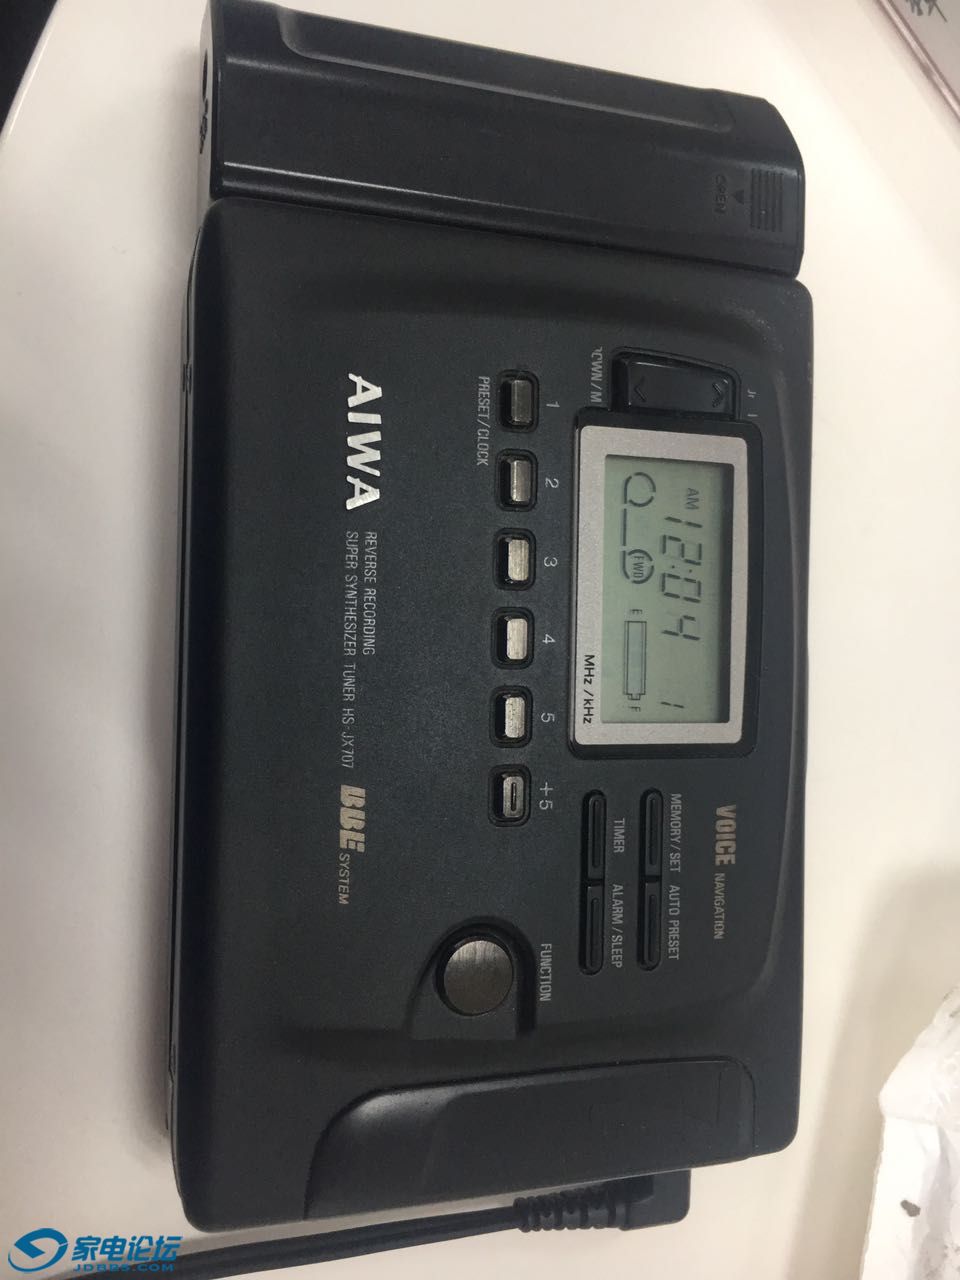 OPEN
DOWN/M
AM 12:04 1
FWD
E F
MHz/kHz
VOICE NAVIGATION
MEMORY/SET AUTO PRESET
TIMER ALARM/SLEEP
1 2 3 4 5 +5
PRESET/CLOCK
FUNCTION
AIWA
REVERSE RECORDING
SUPER SYNTHESIZER TUNER HS-JX707
BBE SYSTEM
家电论坛
JDBBS.COM